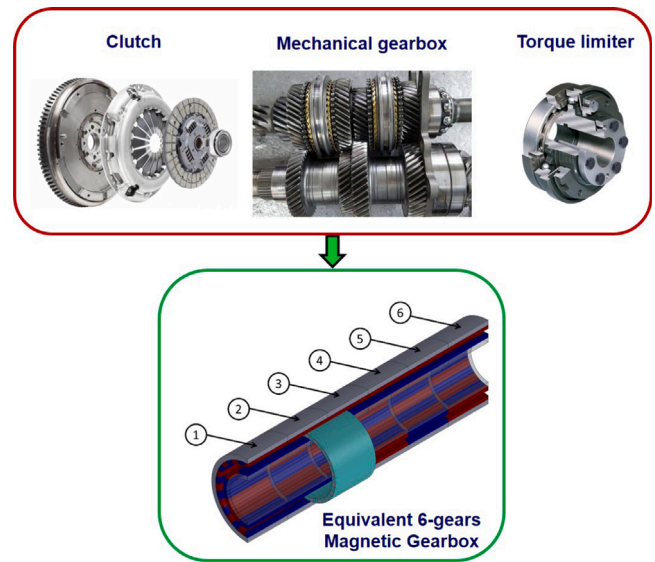 Clutch
Mechanical gearbox
Torque limiter
6
5
4
3
2
1
Equivalent 6-gears
Magnetic Gearbox